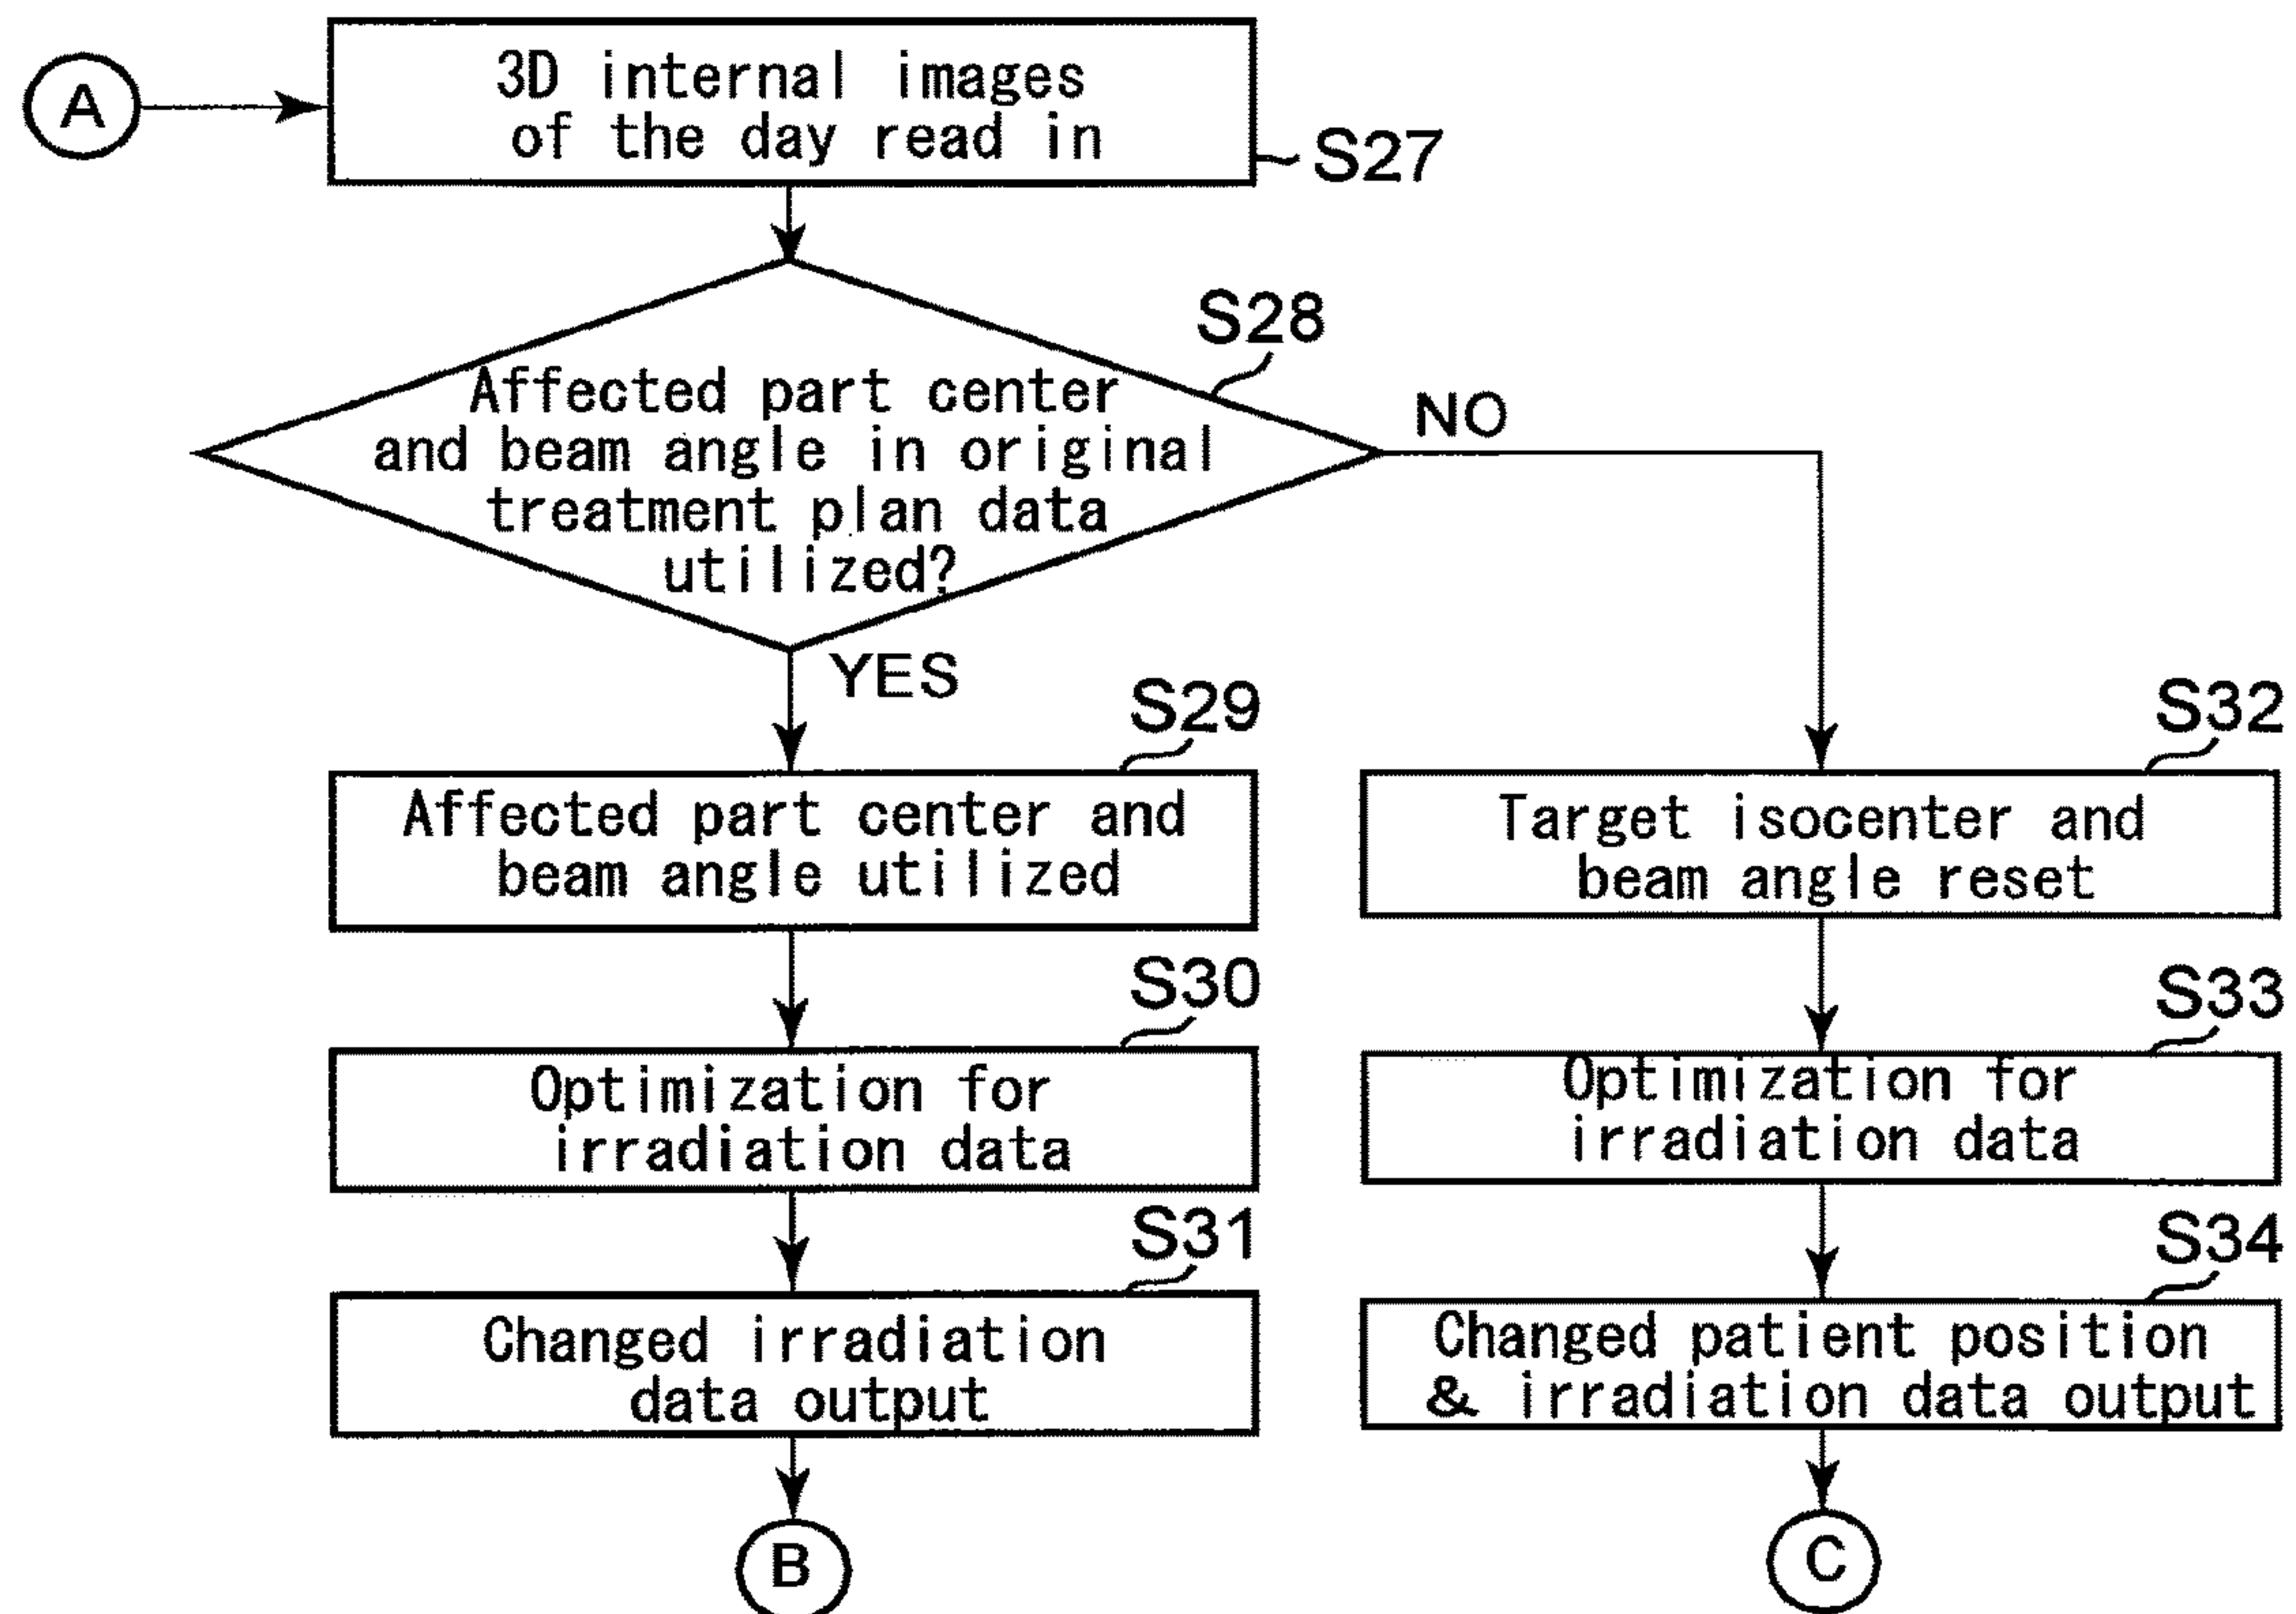 A
3D internal images
of the day read in
S27
S28
Affected part center
and beam angle in original
treatment plan data
utilized?
NO
YES
S29
Affected part center and
beam angle utilized
S30
Optimization for
irradiation data
S31
Changed irradiation
data output
B
S32
Target isocenter and
beam angle reset
S33
Optimization for
irradiation data
S34
Changed patient position
& irradiation data output
C